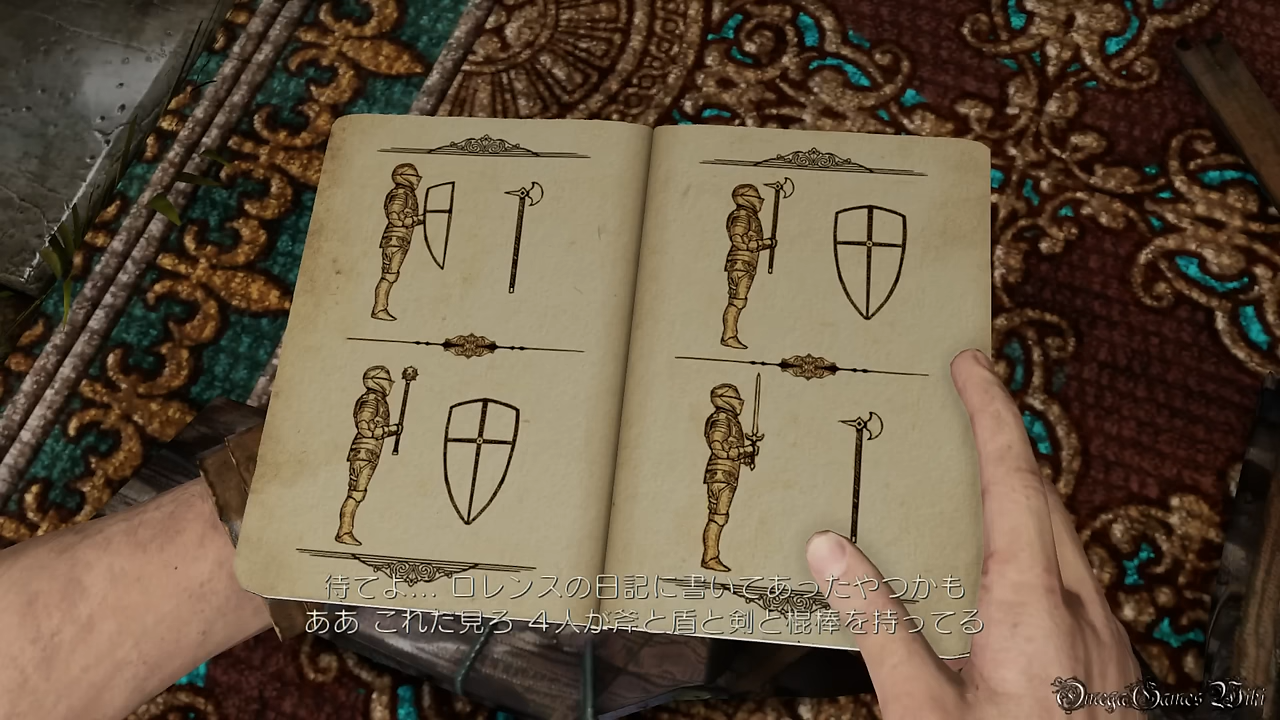 待てよ… ロレンスの日記に書いてあったやつかも
ああ これだ見ろ 4人が斧と盾と剣と棍棒を持ってる
OmegaGames Wiki